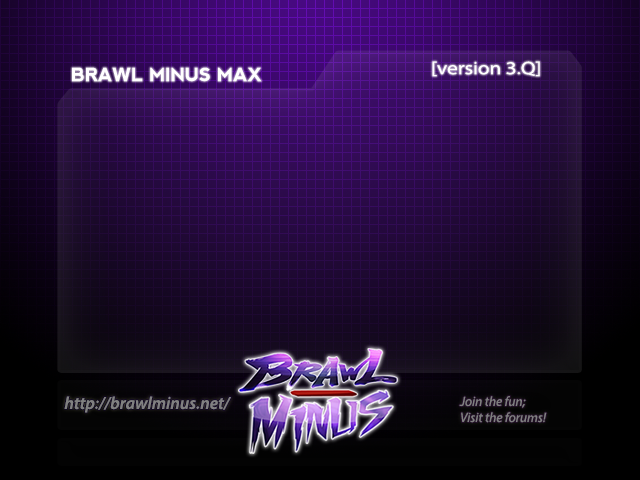 BRAWL MINUS MAX
[version 3.Q]
BRAWL
MINUS
http://brawlminus.net/
Join the fun;
Visit the forums!